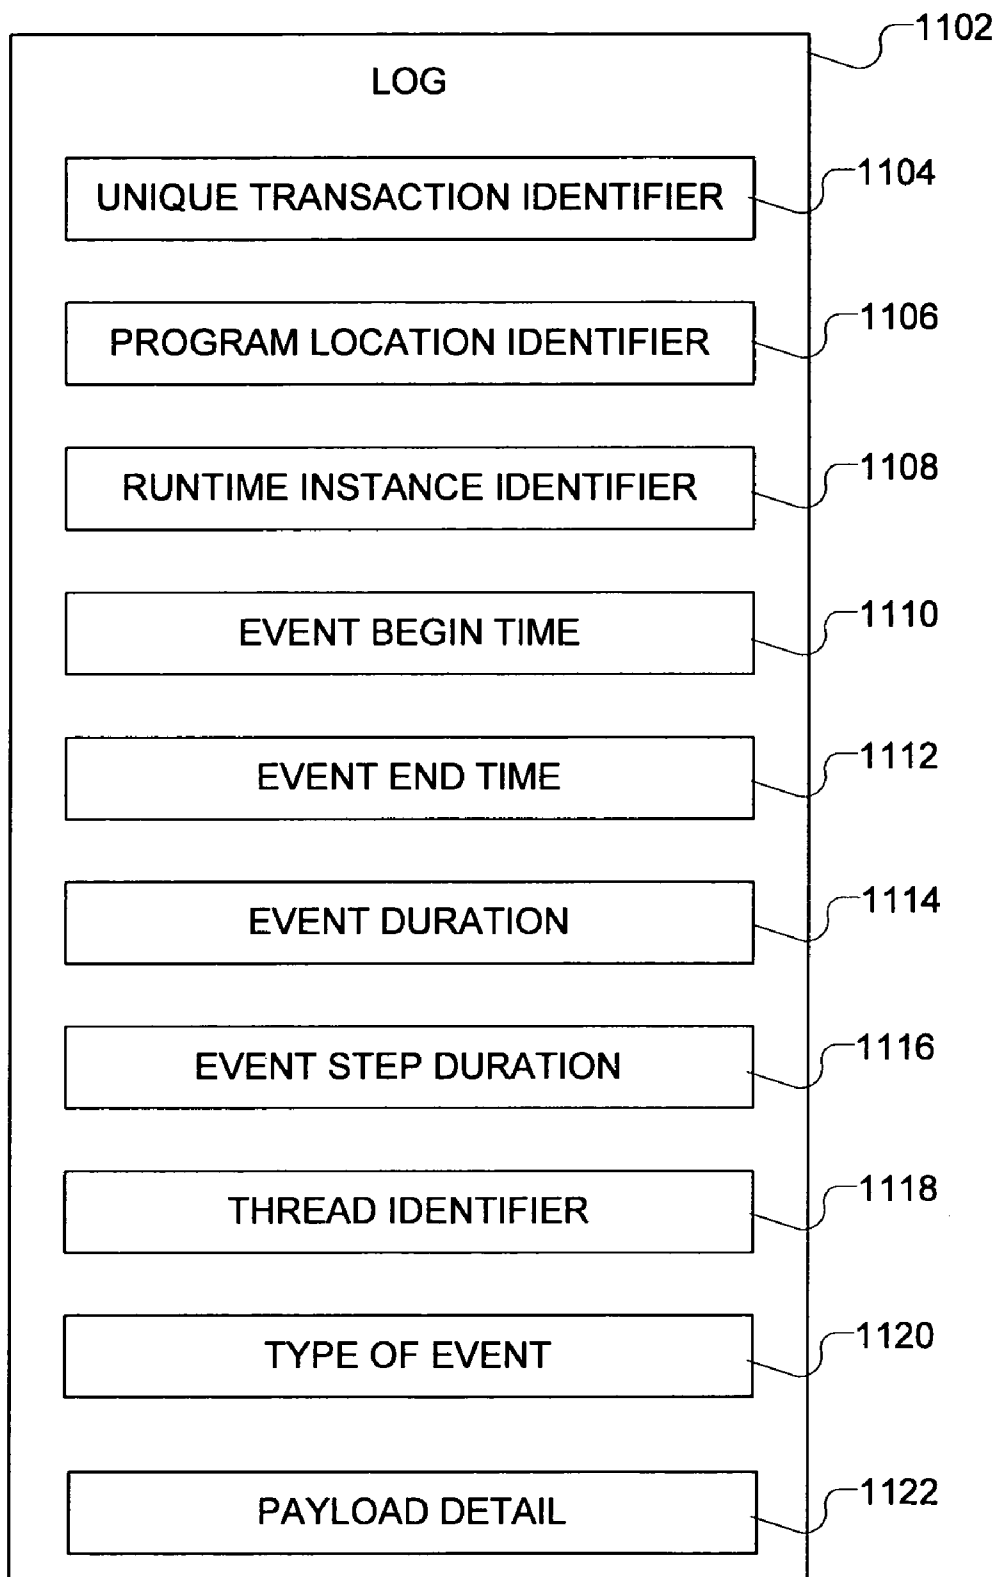 1102
LOG
UNIQUE TRANSACTION IDENTIFIER
1104
PROGRAM LOCATION IDENTIFIER
1106
RUNTIME INSTANCE IDENTIFIER
1108
EVENT BEGIN TIME
1110
EVENT END TIME
1112
EVENT DURATION
1114
EVENT STEP DURATION
1116
THREAD IDENTIFIER
1118
TYPE OF EVENT
1120
PAYLOAD DETAIL
1122